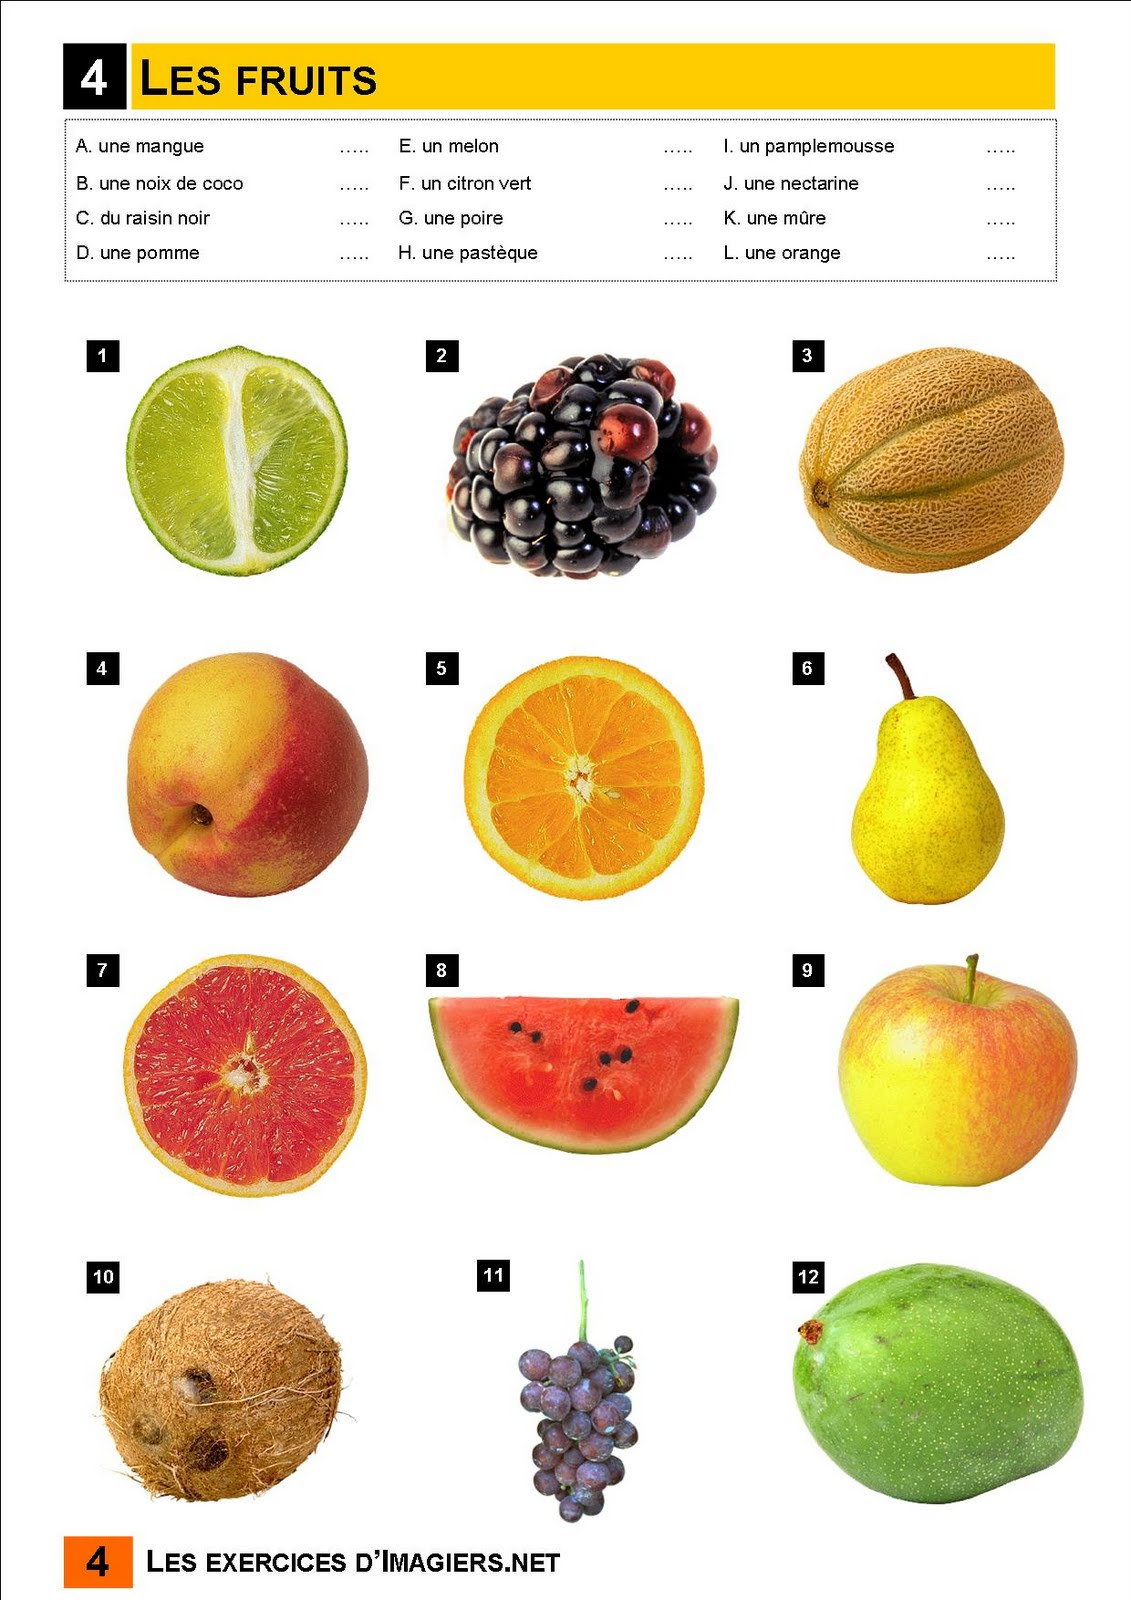 4 LES FRUITS
A. une mangue ..... E. un melon ..... I. un pamplemousse .....
B. une noix de coco ..... F. un citron vert ..... J. une nectarine .....
C. du raisin noir ..... G. une poire ..... K. une mûre .....
D. une pomme ..... H. une pastèque ..... L. une orange .....
1 2 3
4 5 6
7 8 9
10 11 12
4 LES EXERCICES D'IMAGIERS.NET